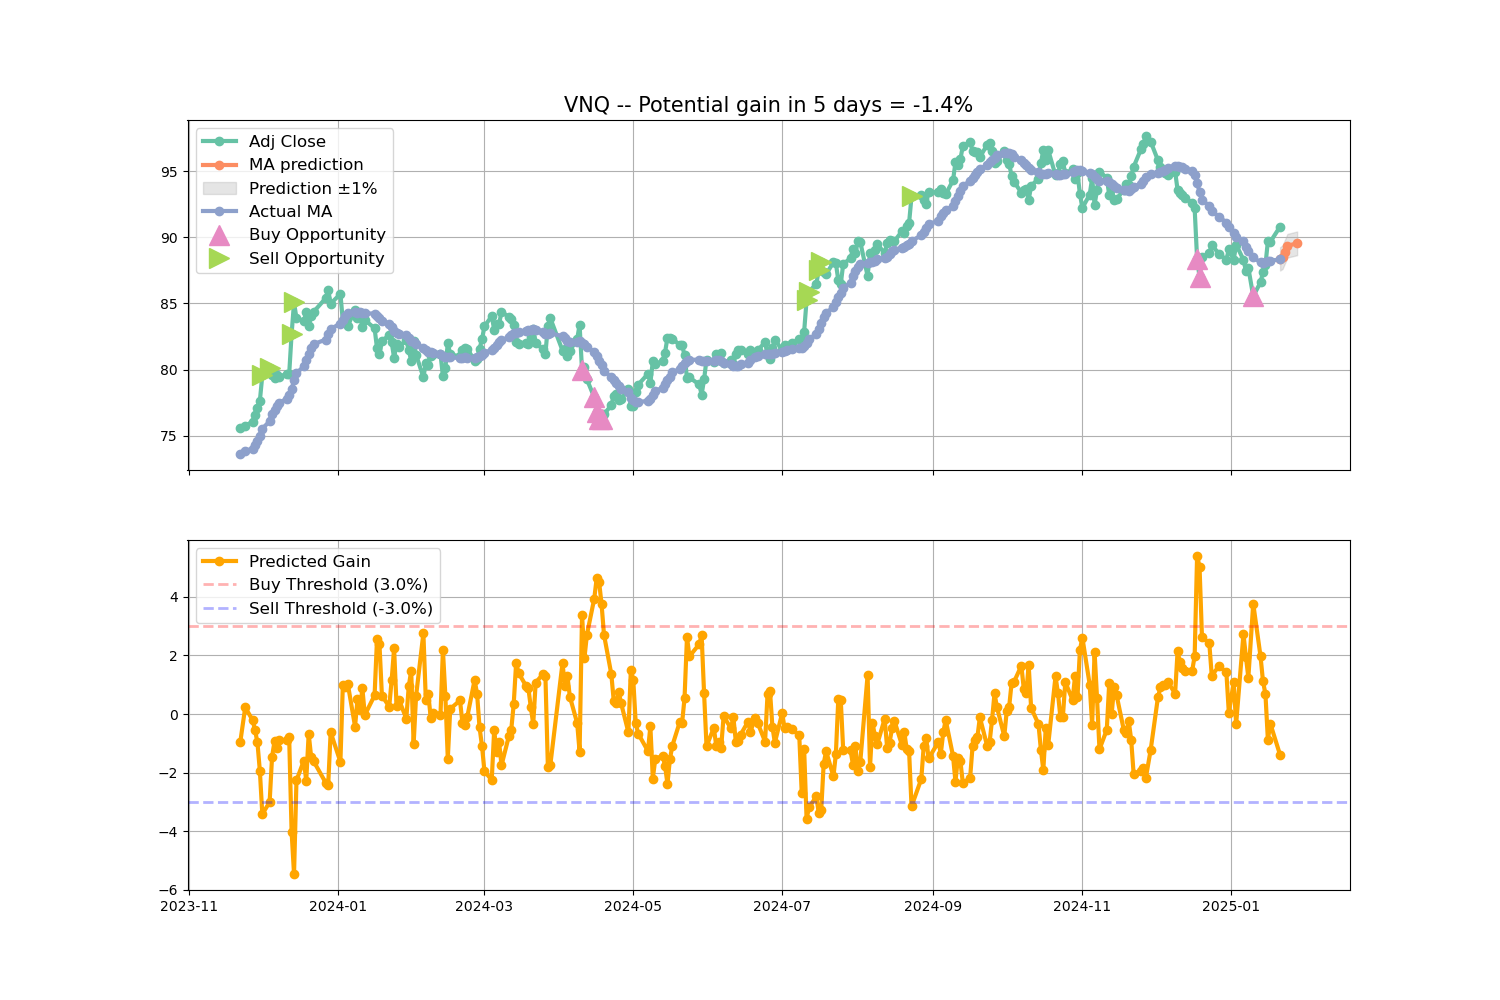 VNQ -- Potential gain in 5 days = -1.4%
Adj Close
MA prediction
Prediction ±1%
Actual MA
Buy Opportunity
Sell Opportunity
95
90
85
80
75
Predicted Gain
Buy Threshold (3.0%)
Sell Threshold (-3.0%)
4
2
0
−2
−4
−6
2023-11 2024-01 2024-03 2024-05 2024-07 2024-09 2024-11 2025-01